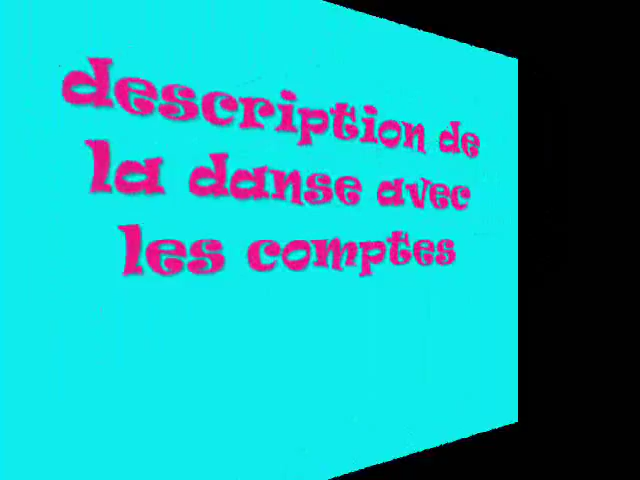 description de
la danse avec
les comptes